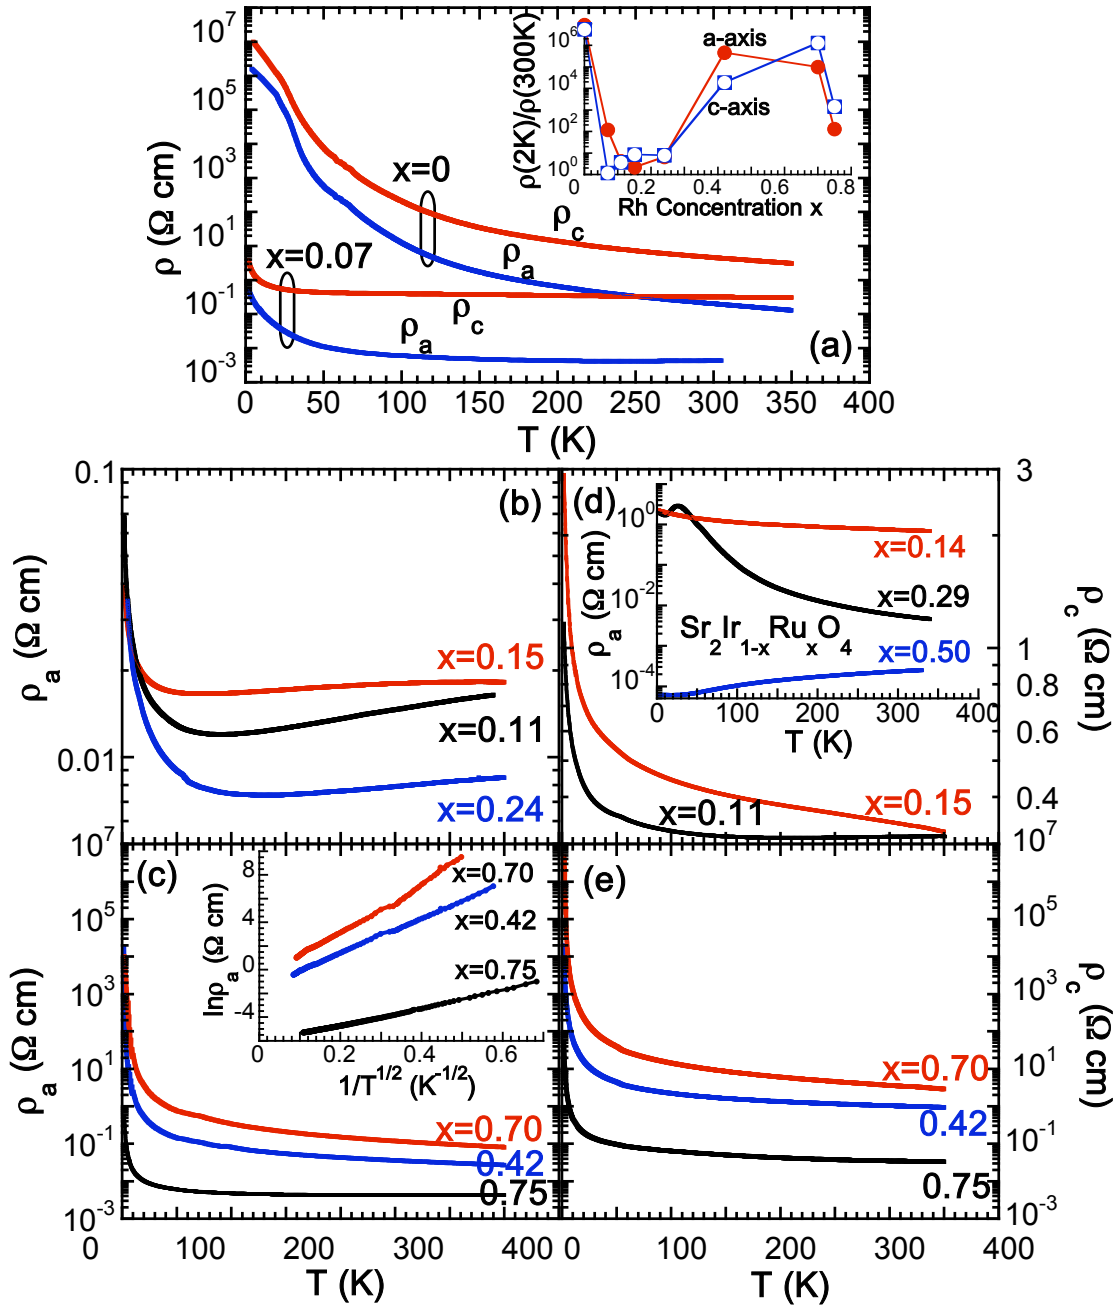 10^7
10^5
10^3
10^1
10^-1
10^-3
ρ (Ω cm)
x=0
x=0.07
ρ_c
ρ_a
ρ_c
ρ_a
(a)
0 50 100 150 200 250 300 350 400
T (K)
10^6
10^4
10^2
10^0
ρ(2K)/ρ(300K)
a-axis
c-axis
0 0.2 0.4 0.6 0.8
Rh Concentration x
0.1
0.01
ρ_a (Ω cm)
(b)
x=0.15
x=0.11
x=0.24
(d)
3
1
0.8
0.6
0.4
ρ_c (Ω cm)
x=0.11
x=0.15
10^0
10^-2
10^-4
ρ_a (Ω cm)
x=0.14
x=0.29
Sr_2Ir_1-xRu_xO_4
x=0.50
0 100 200 300 400
T (K)
10^7
10^5
10^3
10^1
10^-1
10^-3
ρ_a (Ω cm)
(c)
x=0.70
0.42
0.75
0 100 200 300 400
T (K)
8
4
0
-4
lnρ_a (Ω cm)
x=0.70
x=0.42
x=0.75
0 0.2 0.4 0.6
1/T^1/2 (K^-1/2)
(e)
x=0.70
0.42
0.75
10^7
10^5
10^3
10^1
10^-1
10^-3
ρ_c (Ω cm)
0 100 200 300 400
T (K)